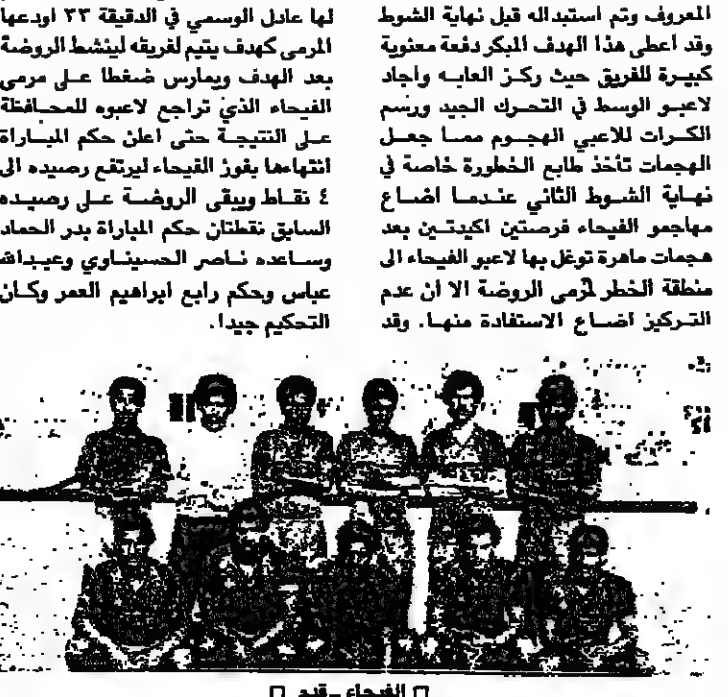 المعروف وتم استبداله قبل نهاية الشوط
وقد اعطى هذا الهدف المبكر دفعة معنوية
كبيرة للفريق حيث ركز العابه وأجاد
لاعبو الوسط في التحرك الجيد ورسم
الكرات للاعبي الهجوم مما جعل
الهجمات تأخذ طابع الخطورة خاصة في
نهاية الشوط الثاني عندما اضاع
مهاجمو الفيحاء فرصتين اكيدتين بعد
هجمات ماهرة توغل بها لاعبو الفيحاء الى
منطقة الخطر لمرمى الروضة الا أن عدم
التركيز اضاع الاستفادة منها. وقد
لها عادل الوسمي في الدقيقة ٣٣ اودعها
المرمى كهدف يتيم لفريقه لينشط الروضة
بعد الهدف ويمارس ضغطا على مرمى
الفيحاء الذي تراجع لاعبوه للمحافظة
على النتيجة حتى اعلن حكم المباراة
انتهاءها بفوز الفيحاء ليرتفع رصيده الى
٤ نقاط ويبقى الروضة على رصيده
السابق نقطتان حكم المباراة بدر الحماد
وساعده ناصر الحسيناوي وعبدالله
عباس وحكم رابع ابراهيم العمر وكان
التحكيم جيدا.
□ الفيحاء - قدم □